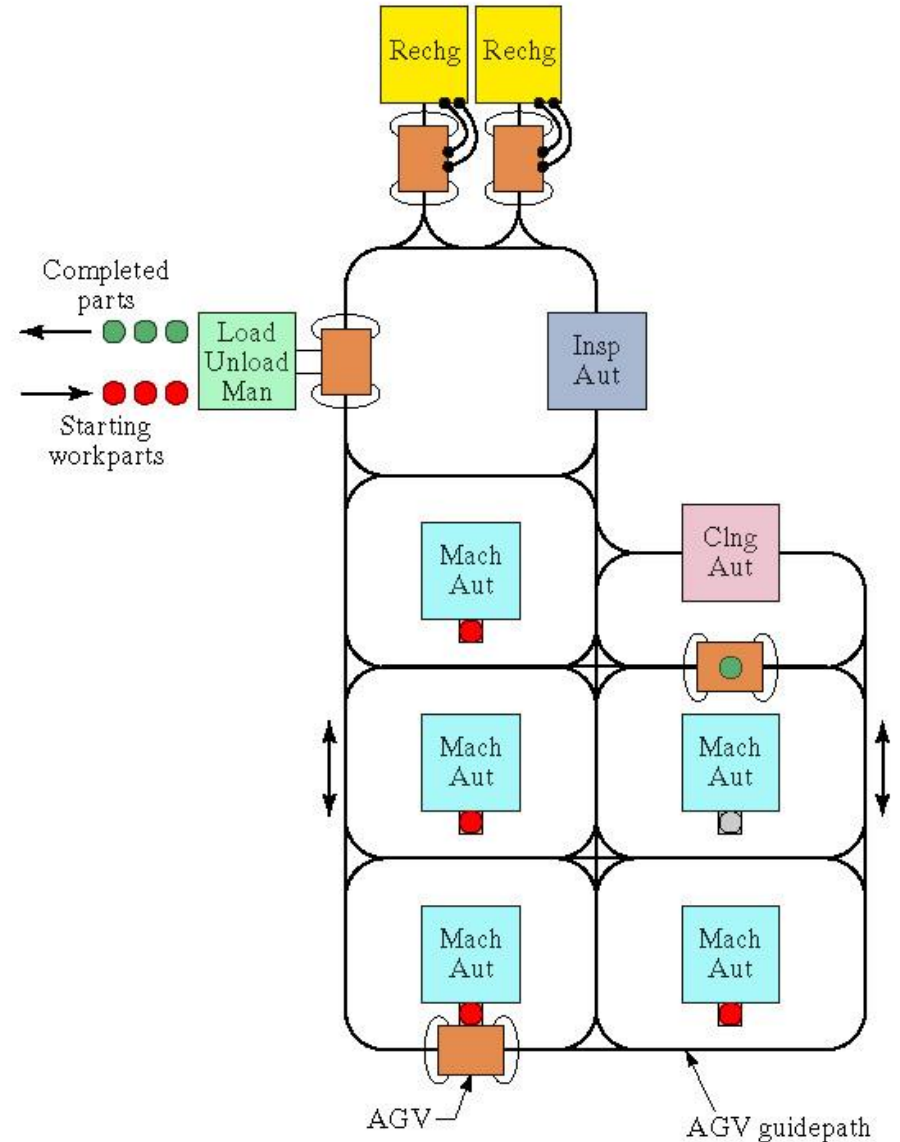 Rechg
Rechg
Completed
parts
Load
Unload
Man
Insp
Aut
Starting
workparts
Mach
Aut
Clng
Aut
Mach
Aut
Mach
Aut
Mach
Aut
Mach
Aut
AGV
AGV guidepath